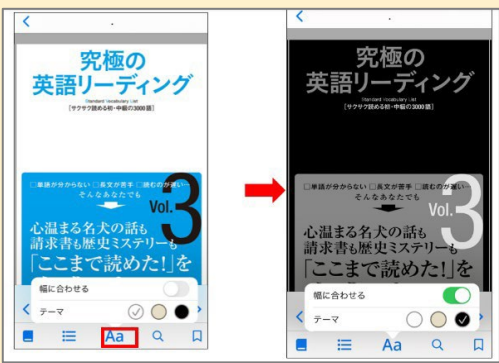 究極の
英語リーディング
Standard Vocabulary List
[サクサク読める初・中級の3000語]
□単語が分からない □長文が苦手 □読むのが遅い…
そんなあなたでも
Vol. 3
心温まる名犬の話も
請求書も歴史ミステリーも
「ここまで読めた!」を
幅に合わせる
テーマ
Aa
究極の
英語リーディング
Standard Vocabulary List
[サクサク読める初・中級の3000語]
□単語が分からない □長文が苦手 □読むのが遅い…
そんなあなたでも
Vol. 3
心温まる名犬の話も
請求書も歴史ミステリーも
「ここまで読めた!」を
幅に合わせる
テーマ
Aa